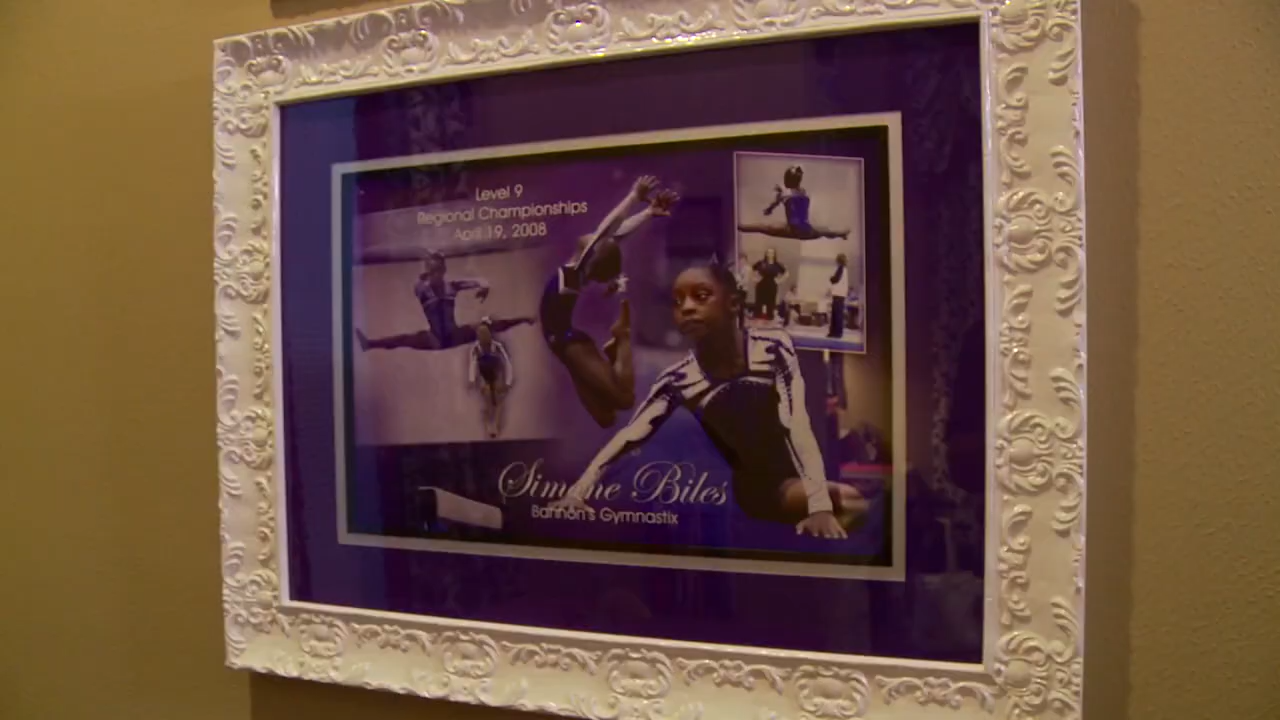 Level 9
Regional Championships
April 19, 2008
Simone Biles
Bannon's Gymnastix